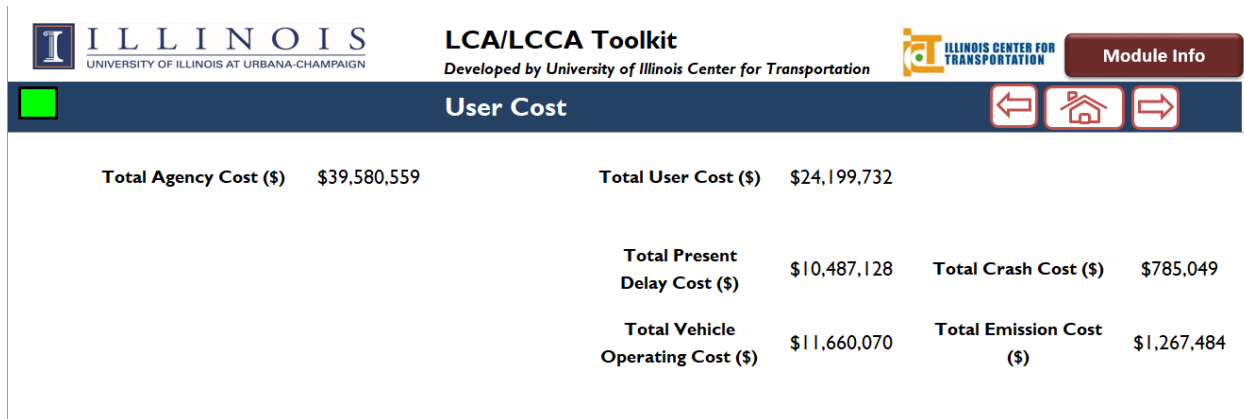 ILLINOIS
UNIVERSITY OF ILLINOIS AT URBANA-CHAMPAIGN
LCA/LCCA Toolkit
Developed by University of Illinois Center for Transportation
ILLINOIS CENTER FOR
TRANSPORTATION
Module Info
User Cost
Total Agency Cost ($) $39,580,559
Total User Cost ($) $24,199,732
Total Present
Delay Cost ($) $10,487,128
Total Crash Cost ($) $785,049
Total Vehicle
Operating Cost ($) $11,660,070
Total Emission Cost
($) $1,267,484